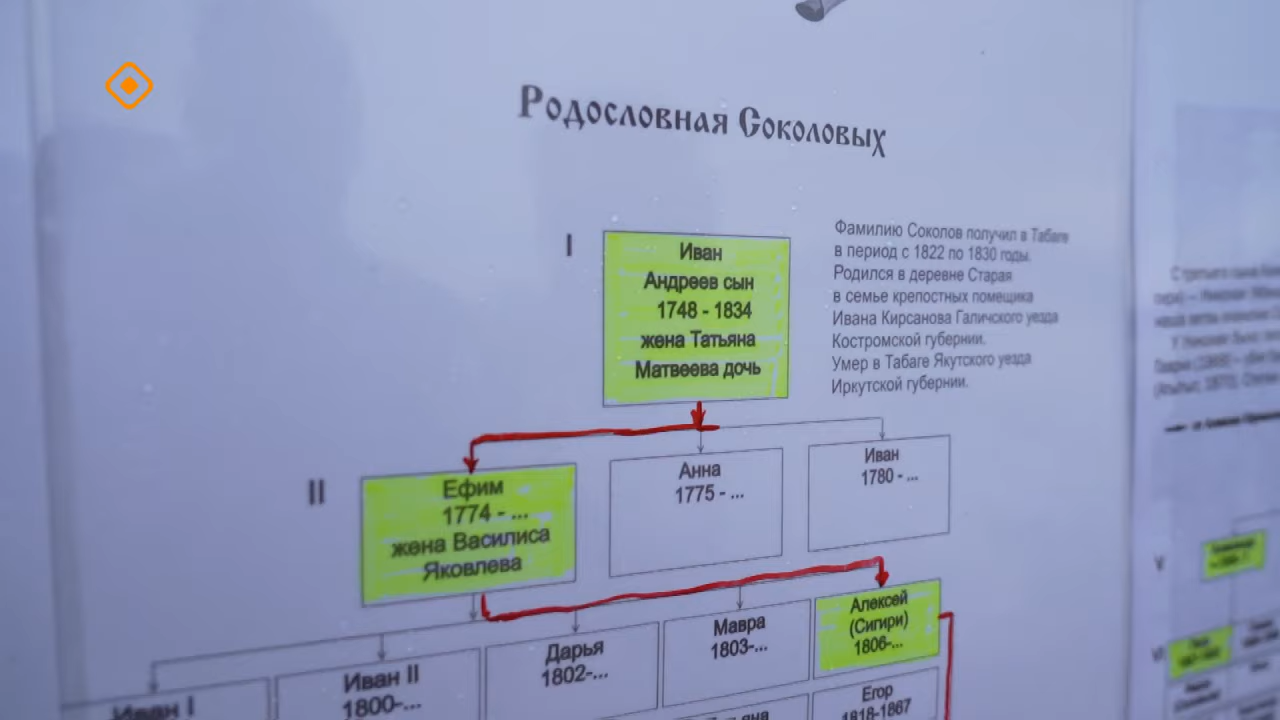 Родословная Соколовых
I
Иван
Андреев сын
1748 - 1834
жена Татьяна
Матвеева дочь
Фамилию Соколов получил в Табаге
в период с 1822 по 1830 годы.
Родился в деревне Старая
в семье крепостных помещика
Ивана Кирсанова Галичского уезда
Костромской губернии.
Умер в Табаге Якутского уезда
Иркутской губернии.
II
Ефим
1774 - ...
жена Василиса
Яковлева
Анна
1775 - ...
Иван
1780 - ...
Иван I
Иван II
1800-...
Дарья
1802-...
Мавра
1803-...
Алексей
(Сигири)
1806-...
Егор
1818-1867
V
VI